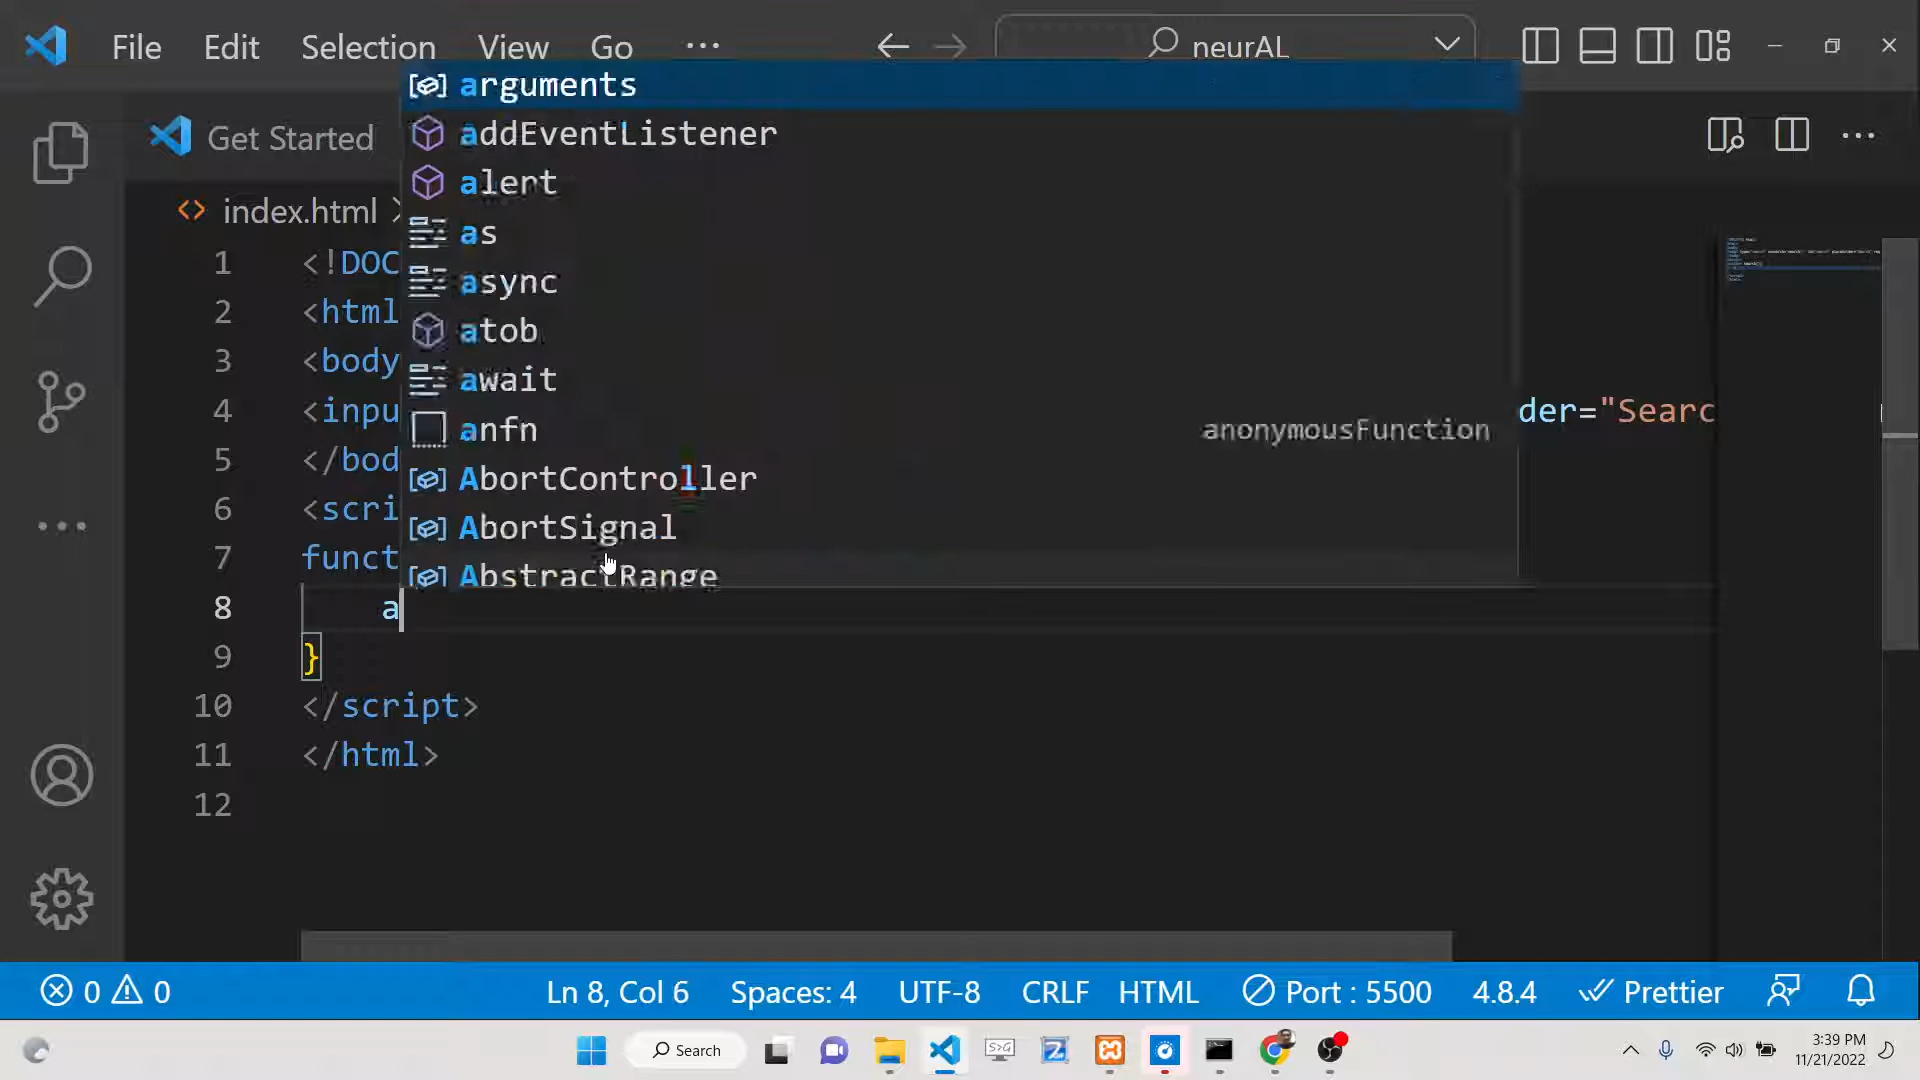 File Edit Selection View Go ··· neurAL
Get Started
index.html
1 <!DOC
2 <html
3 <body
4 <inpu der="Searc
5 </bod
6 <scri
7 funct
8 a
9 }
10 </script>
11 </html>
12
arguments
addEventListener
alert
as
async
atob
await
anfn anonymousFunction
AbortController
AbortSignal
AbstractRange
0 0 Ln 8, Col 6 Spaces: 4 UTF-8 CRLF HTML Port : 5500 4.8.4 Prettier
Search
3:39 PM
11/21/2022